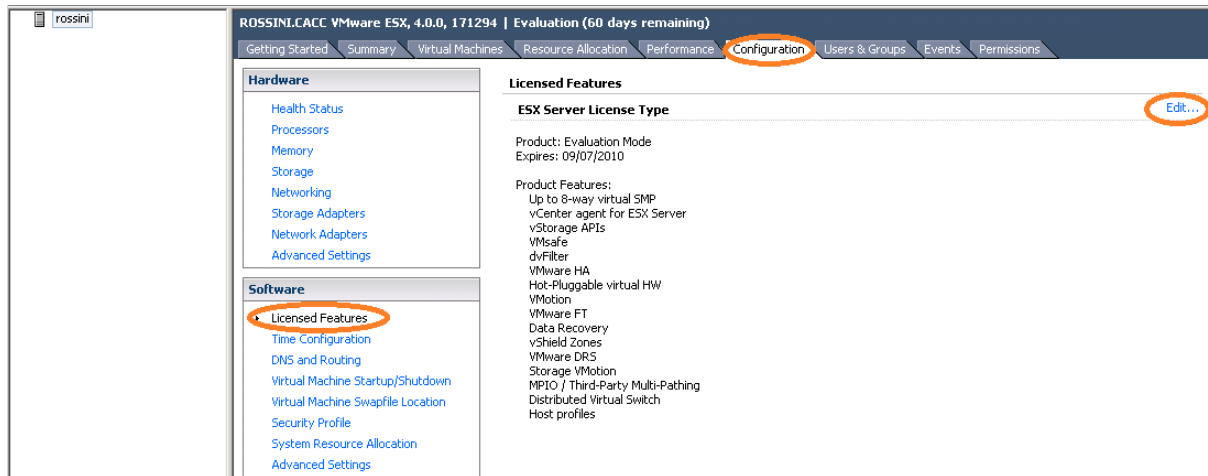 rossini
ROSSINI.CACC VMware ESX, 4.0.0, 171294 | Evaluation (60 days remaining)
Getting Started Summary Virtual Machines Resource Allocation Performance Configuration Users & Groups Events Permissions
Hardware
Health Status
Processors
Memory
Storage
Networking
Storage Adapters
Network Adapters
Advanced Settings
Software
Licensed Features
Time Configuration
DNS and Routing
Virtual Machine Startup/Shutdown
Virtual Machine Swapfile Location
Security Profile
System Resource Allocation
Advanced Settings
Licensed Features
ESX Server License Type Edit...
Product: Evaluation Mode
Expires: 09/07/2010
Product Features:
Up to 8-way virtual SMP
vCenter agent for ESX Server
vStorage APIs
VMsafe
dvFilter
VMware HA
Hot-Pluggable virtual HW
VMotion
VMware FT
Data Recovery
vShield Zones
VMware DRS
Storage VMotion
MPIO / Third-Party Multi-Pathing
Distributed Virtual Switch
Host profiles